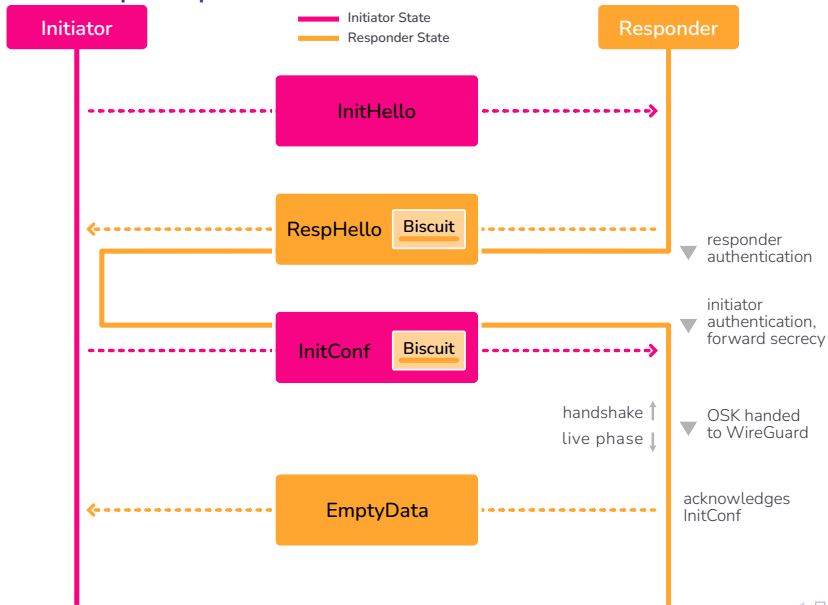 Initiator
Initiator State
Responder State
Responder
InitHello
RespHello
Biscuit
responder
authentication
initiator
authentication,
forward secrecy
InitConf
Biscuit
handshake
live phase
OSK handed
to WireGuard
EmptyData
acknowledges
InitConf